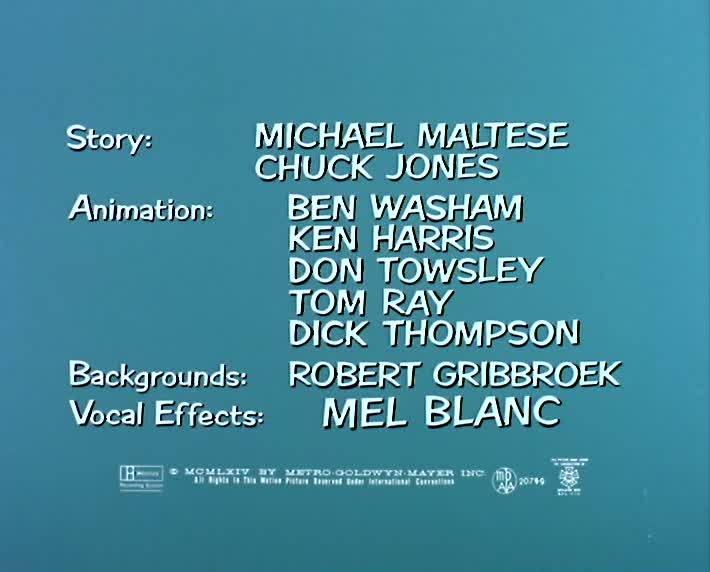 Story: MICHAEL MALTESE
CHUCK JONES
Animation: BEN WASHAM
KEN HARRIS
DON TOWSLEY
TOM RAY
DICK THOMPSON
Backgrounds: ROBERT GRIBBROEK
Vocal Effects: MEL BLANC
© MCMLXIV BY METRO-GOLDWYN-MAYER INC.
All Rights In This Motion Picture Reserved Under International Conventions
Recording System